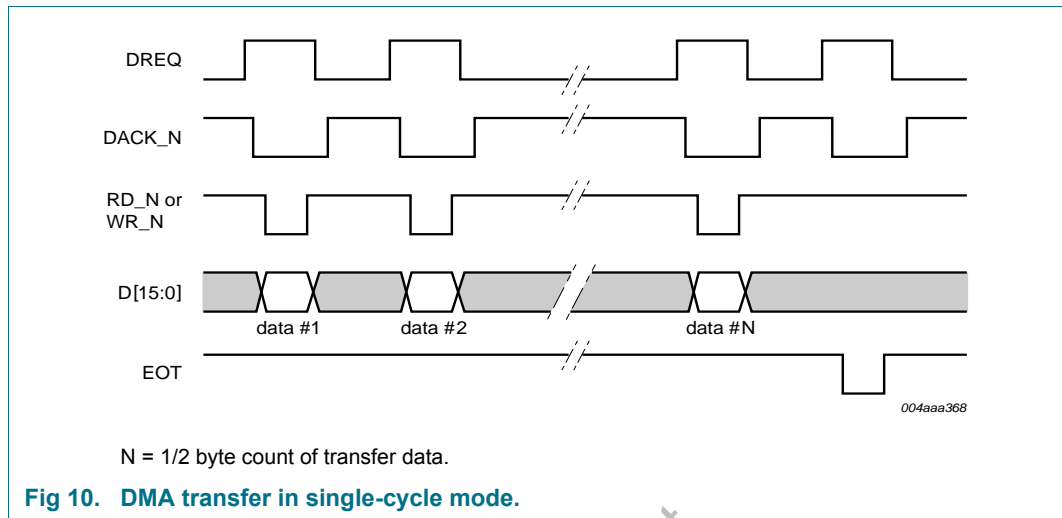 DREQ
DACK_N
RD_N or
WR_N
D[15:0]
data #1
data #2
data #N
EOT
004aaa368
N = 1/2 byte count of transfer data.
Fig 10. DMA transfer in single-cycle mode.